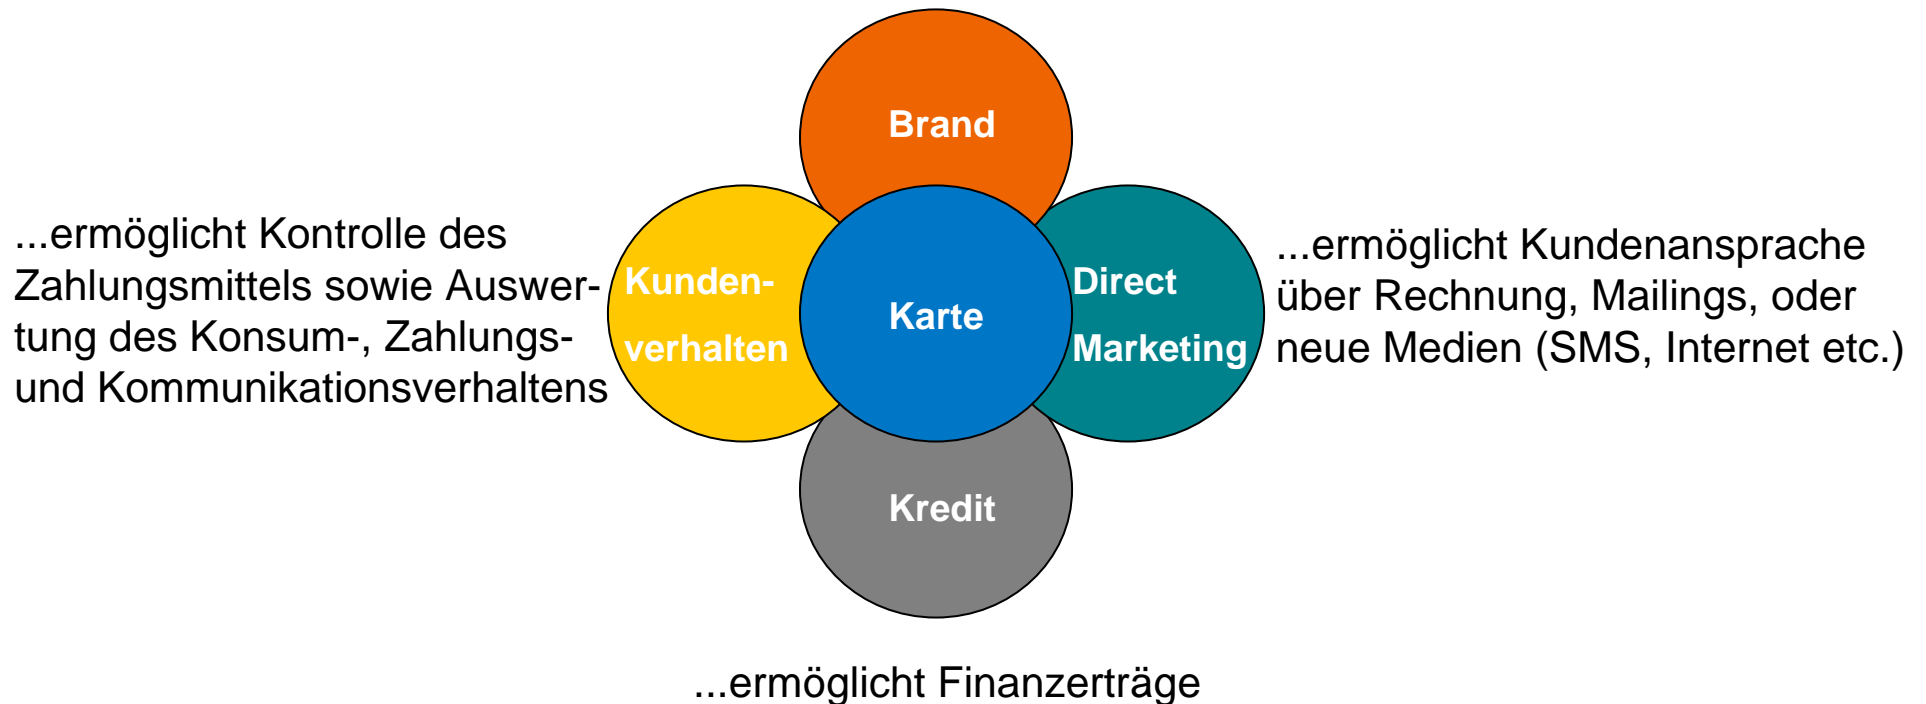 Brand
...ermöglicht Kontrolle des
Zahlungsmittels sowie Auswer-
tung des Konsum-, Zahlungs-
und Kommunikationsverhaltens
Kunden-
verhalten
Karte
Direct
Marketing
...ermöglicht Kundenansprache
über Rechnung, Mailings, oder
neue Medien (SMS, Internet etc.)
Kredit
...ermöglicht Finanzerträge